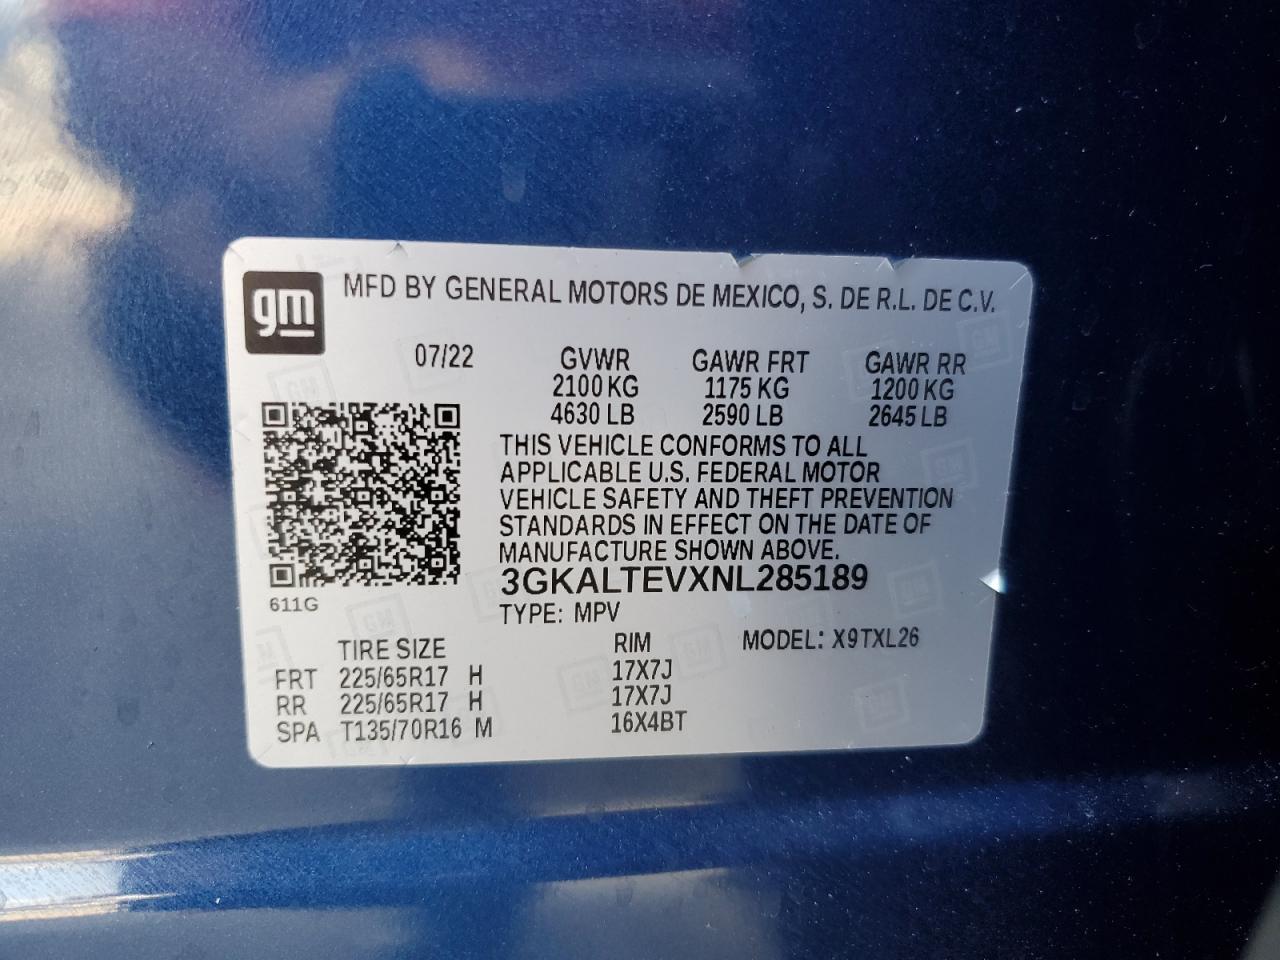 gm
MFD BY GENERAL MOTORS DE MEXICO, S. DE R.L. DE C.V.
07/22 GVWR GAWR FRT GAWR RR
2100 KG 1175 KG 1200 KG
4630 LB 2590 LB 2645 LB
THIS VEHICLE CONFORMS TO ALL
APPLICABLE U.S. FEDERAL MOTOR
VEHICLE SAFETY AND THEFT PREVENTION
STANDARDS IN EFFECT ON THE DATE OF
MANUFACTURE SHOWN ABOVE.
3GKALTEVXNL285189
611G
TYPE: MPV
TIRE SIZE RIM MODEL: X9TXL26
FRT 225/65R17 H 17X7J
RR 225/65R17 H 17X7J
SPA T135/70R16 M 16X4BT